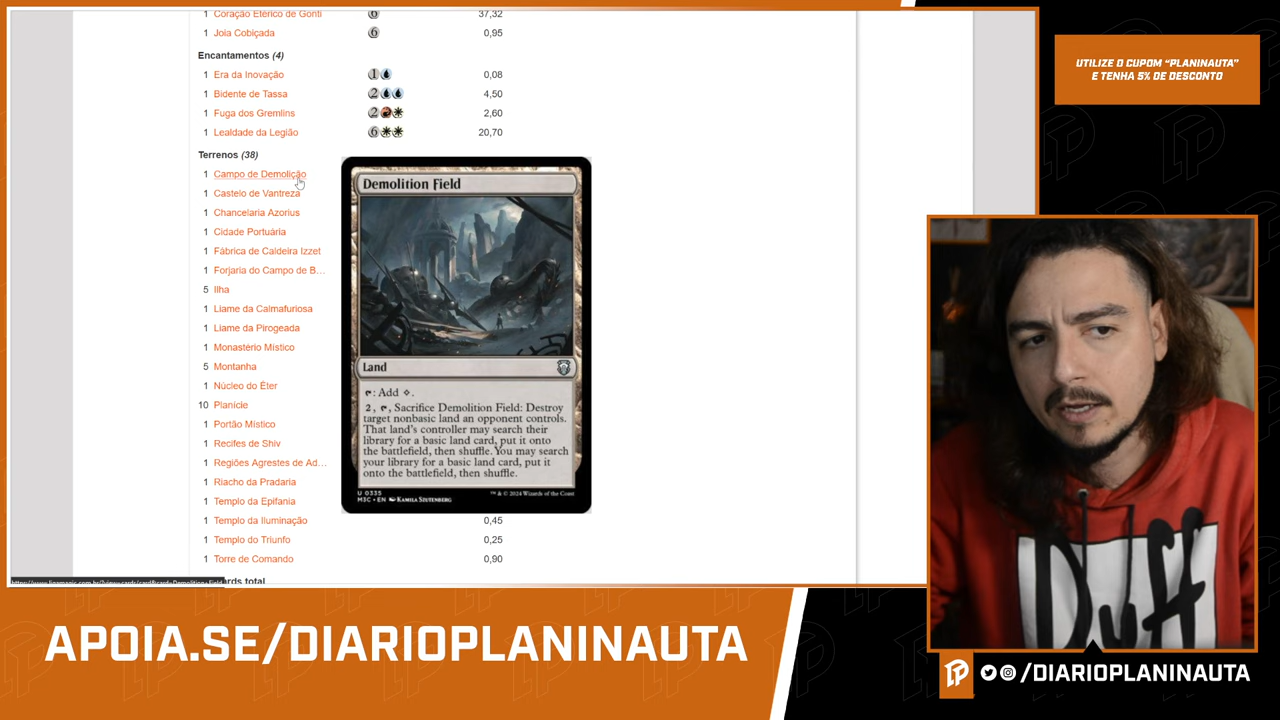 1 Coração Etérico de Gonti 6 37,32
1 Joia Cobiçada 6 0,95
Encantamentos (4)
1 Era da Inovação 1 0,08
1 Bidente de Tassa 2 4,50
1 Fuga dos Gremlins 2 2,60
1 Lealdade da Legião 6 20,70
Terrenos (38)
1 Campo de Demolição
1 Castelo de Vantreza
1 Chancelaria Azorius
1 Cidade Portuária
1 Fábrica de Caldeira Izzet
1 Forjaria do Campo de B...
5 Ilha
1 Liame da Calmafuriosa
1 Liame da Pirogeada
1 Monastério Místico
5 Montanha
1 Núcleo do Éter
10 Planície
1 Portão Místico
1 Recifes de Shiv
1 Regiões Agrestes de Ad...
1 Riacho da Pradaria
1 Templo da Epifania
1 Templo da Iluminação 0,45
1 Templo do Triunfo 0,25
1 Torre de Comando 0,90
ards total
Demolition Field
Land
: Add .
2, , Sacrifice Demolition Field: Destroy
target nonbasic land an opponent controls.
That land's controller may search their
library for a basic land card, put it onto
the battlefield, then shuffle. You may search
your library for a basic land card, put it
onto the battlefield, then shuffle.
U 0335
M3C • EN Kamila Szutenberg
™ & © 2024 Wizards of the Coast
UTILIZE O CUPOM “PLANINAUTA”
E TENHA 5% DE DESCONTO
Duff
APOIA.SE/DIARIOPLANINAUTA
/DIARIOPLANINAUTA